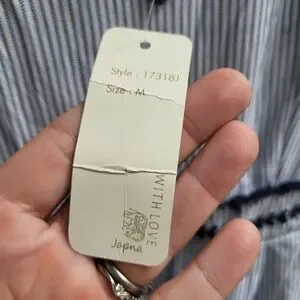 Style : 17318J
Size : M
WITH LOVE
Japna